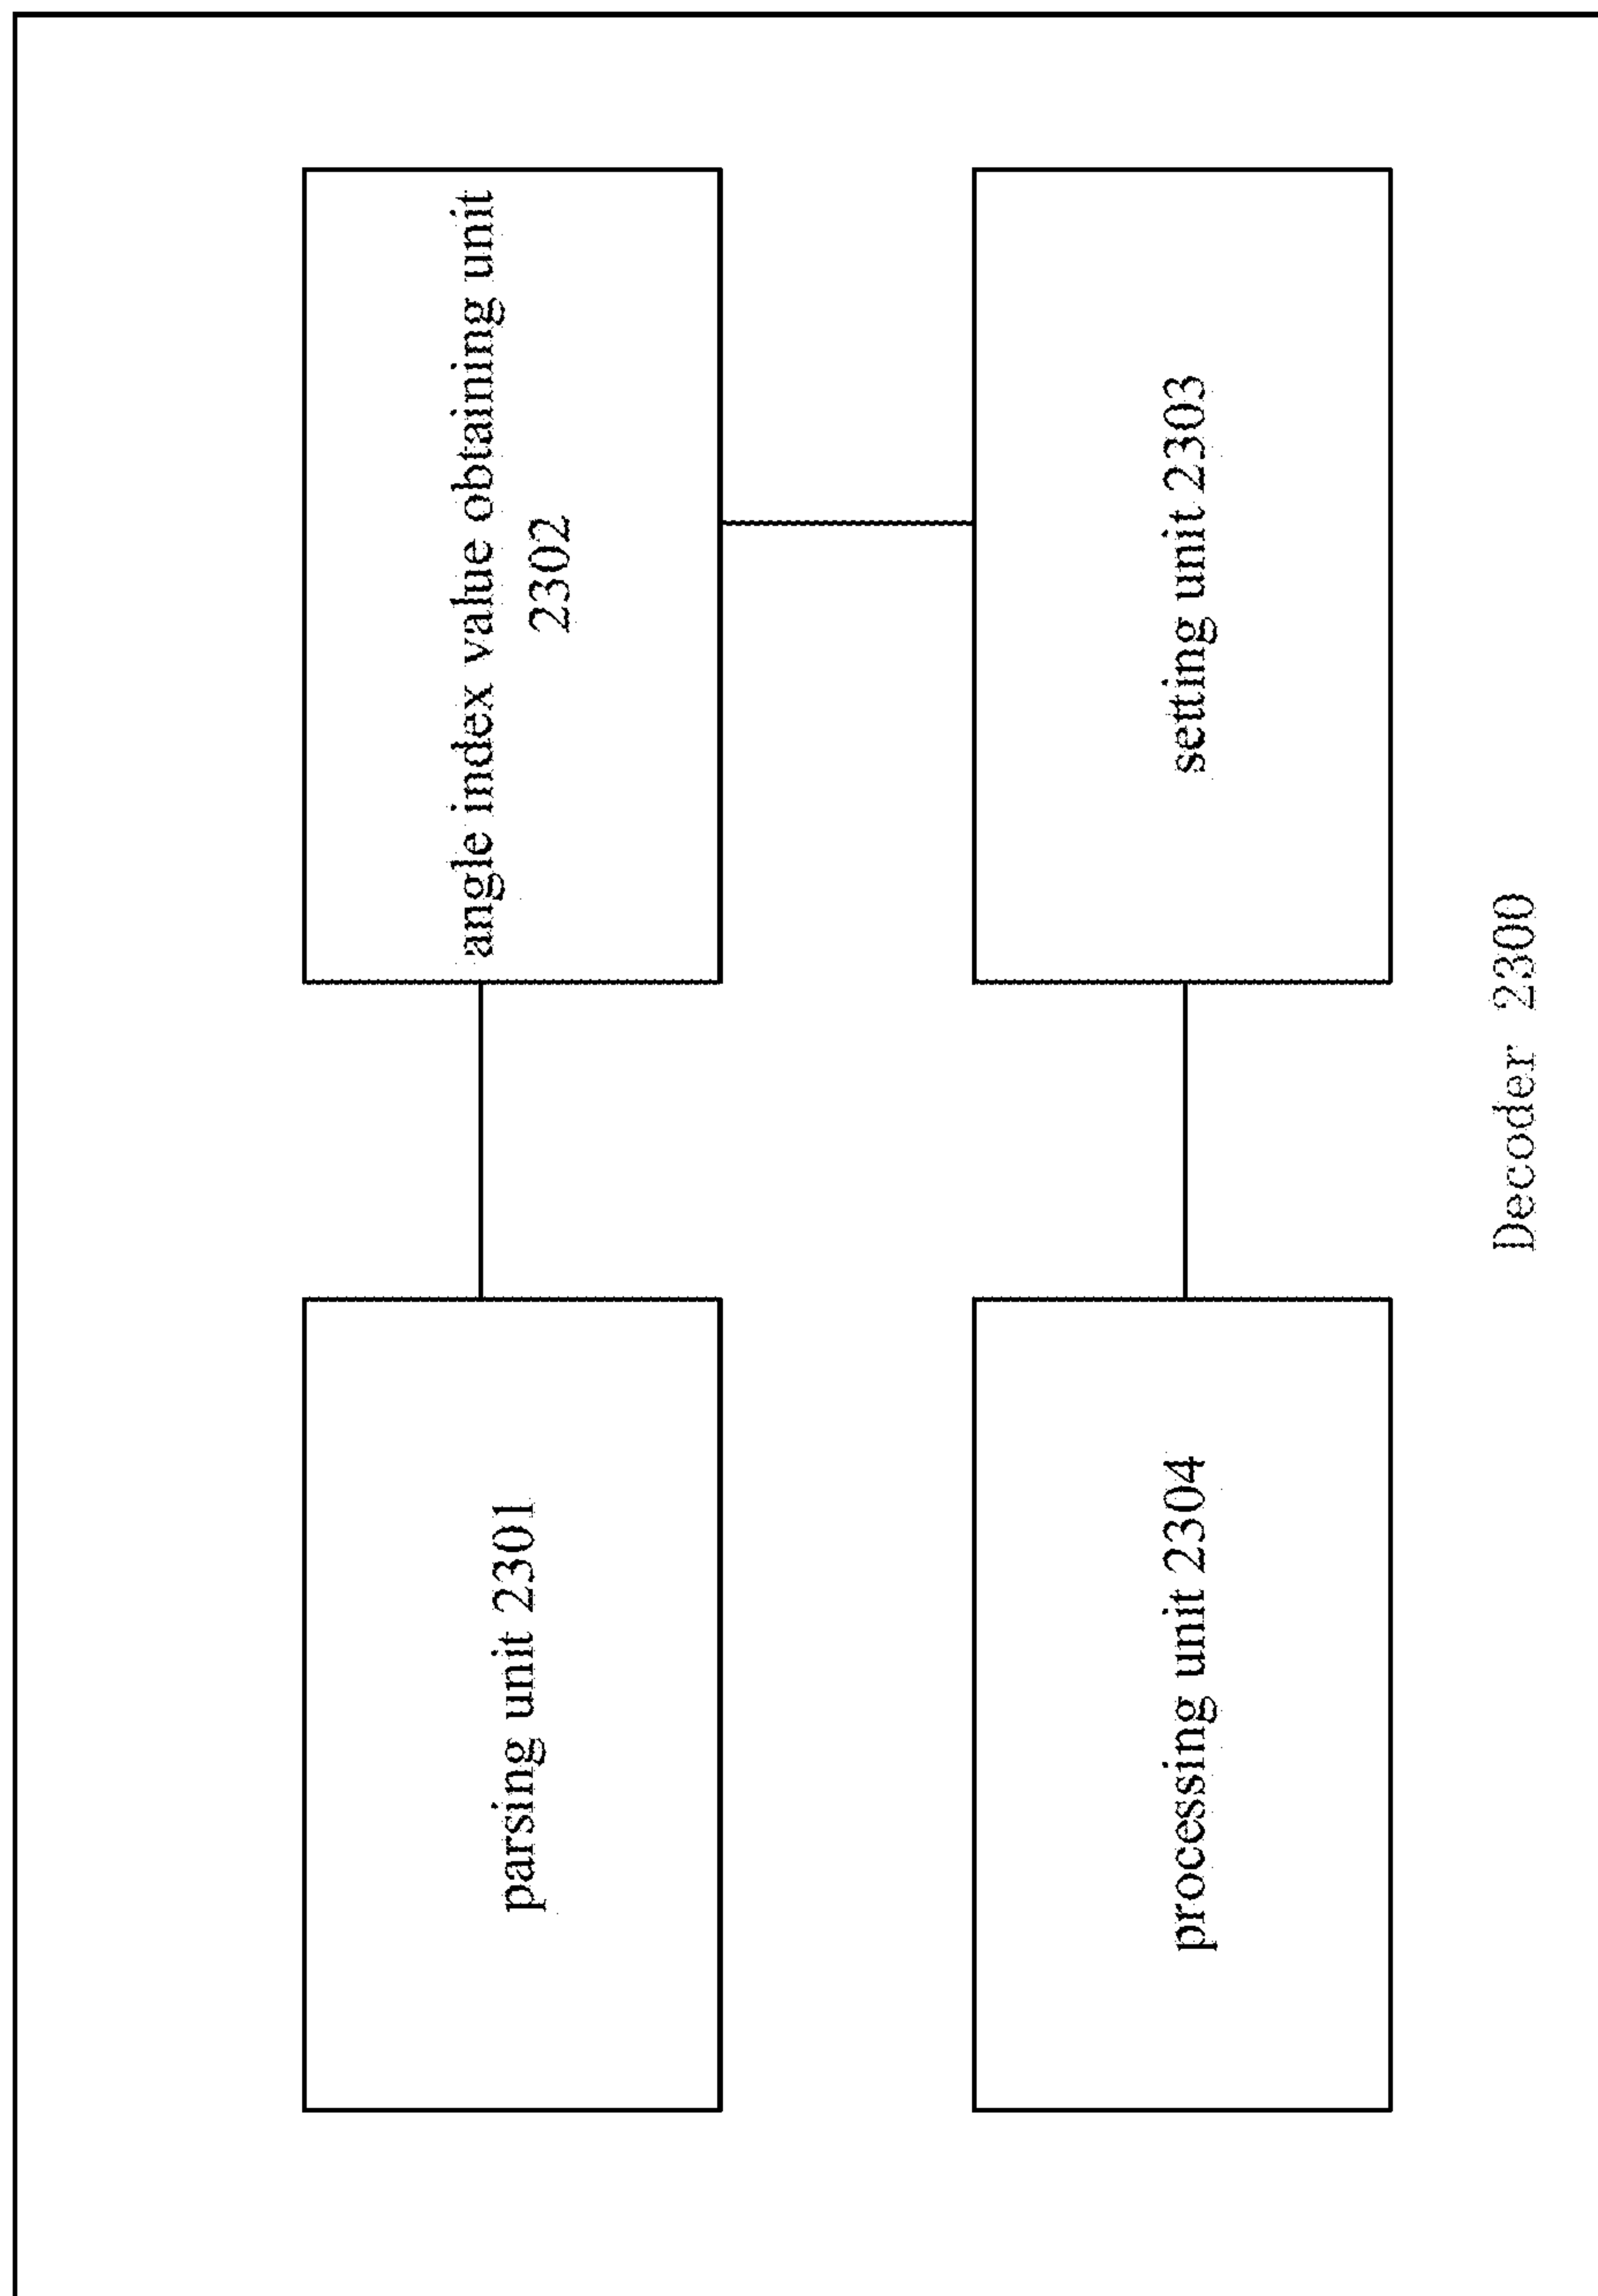 parsing unit 2301
angle index value obtaining unit
2302
processing unit 2304
setting unit 2303
Decoder 2300